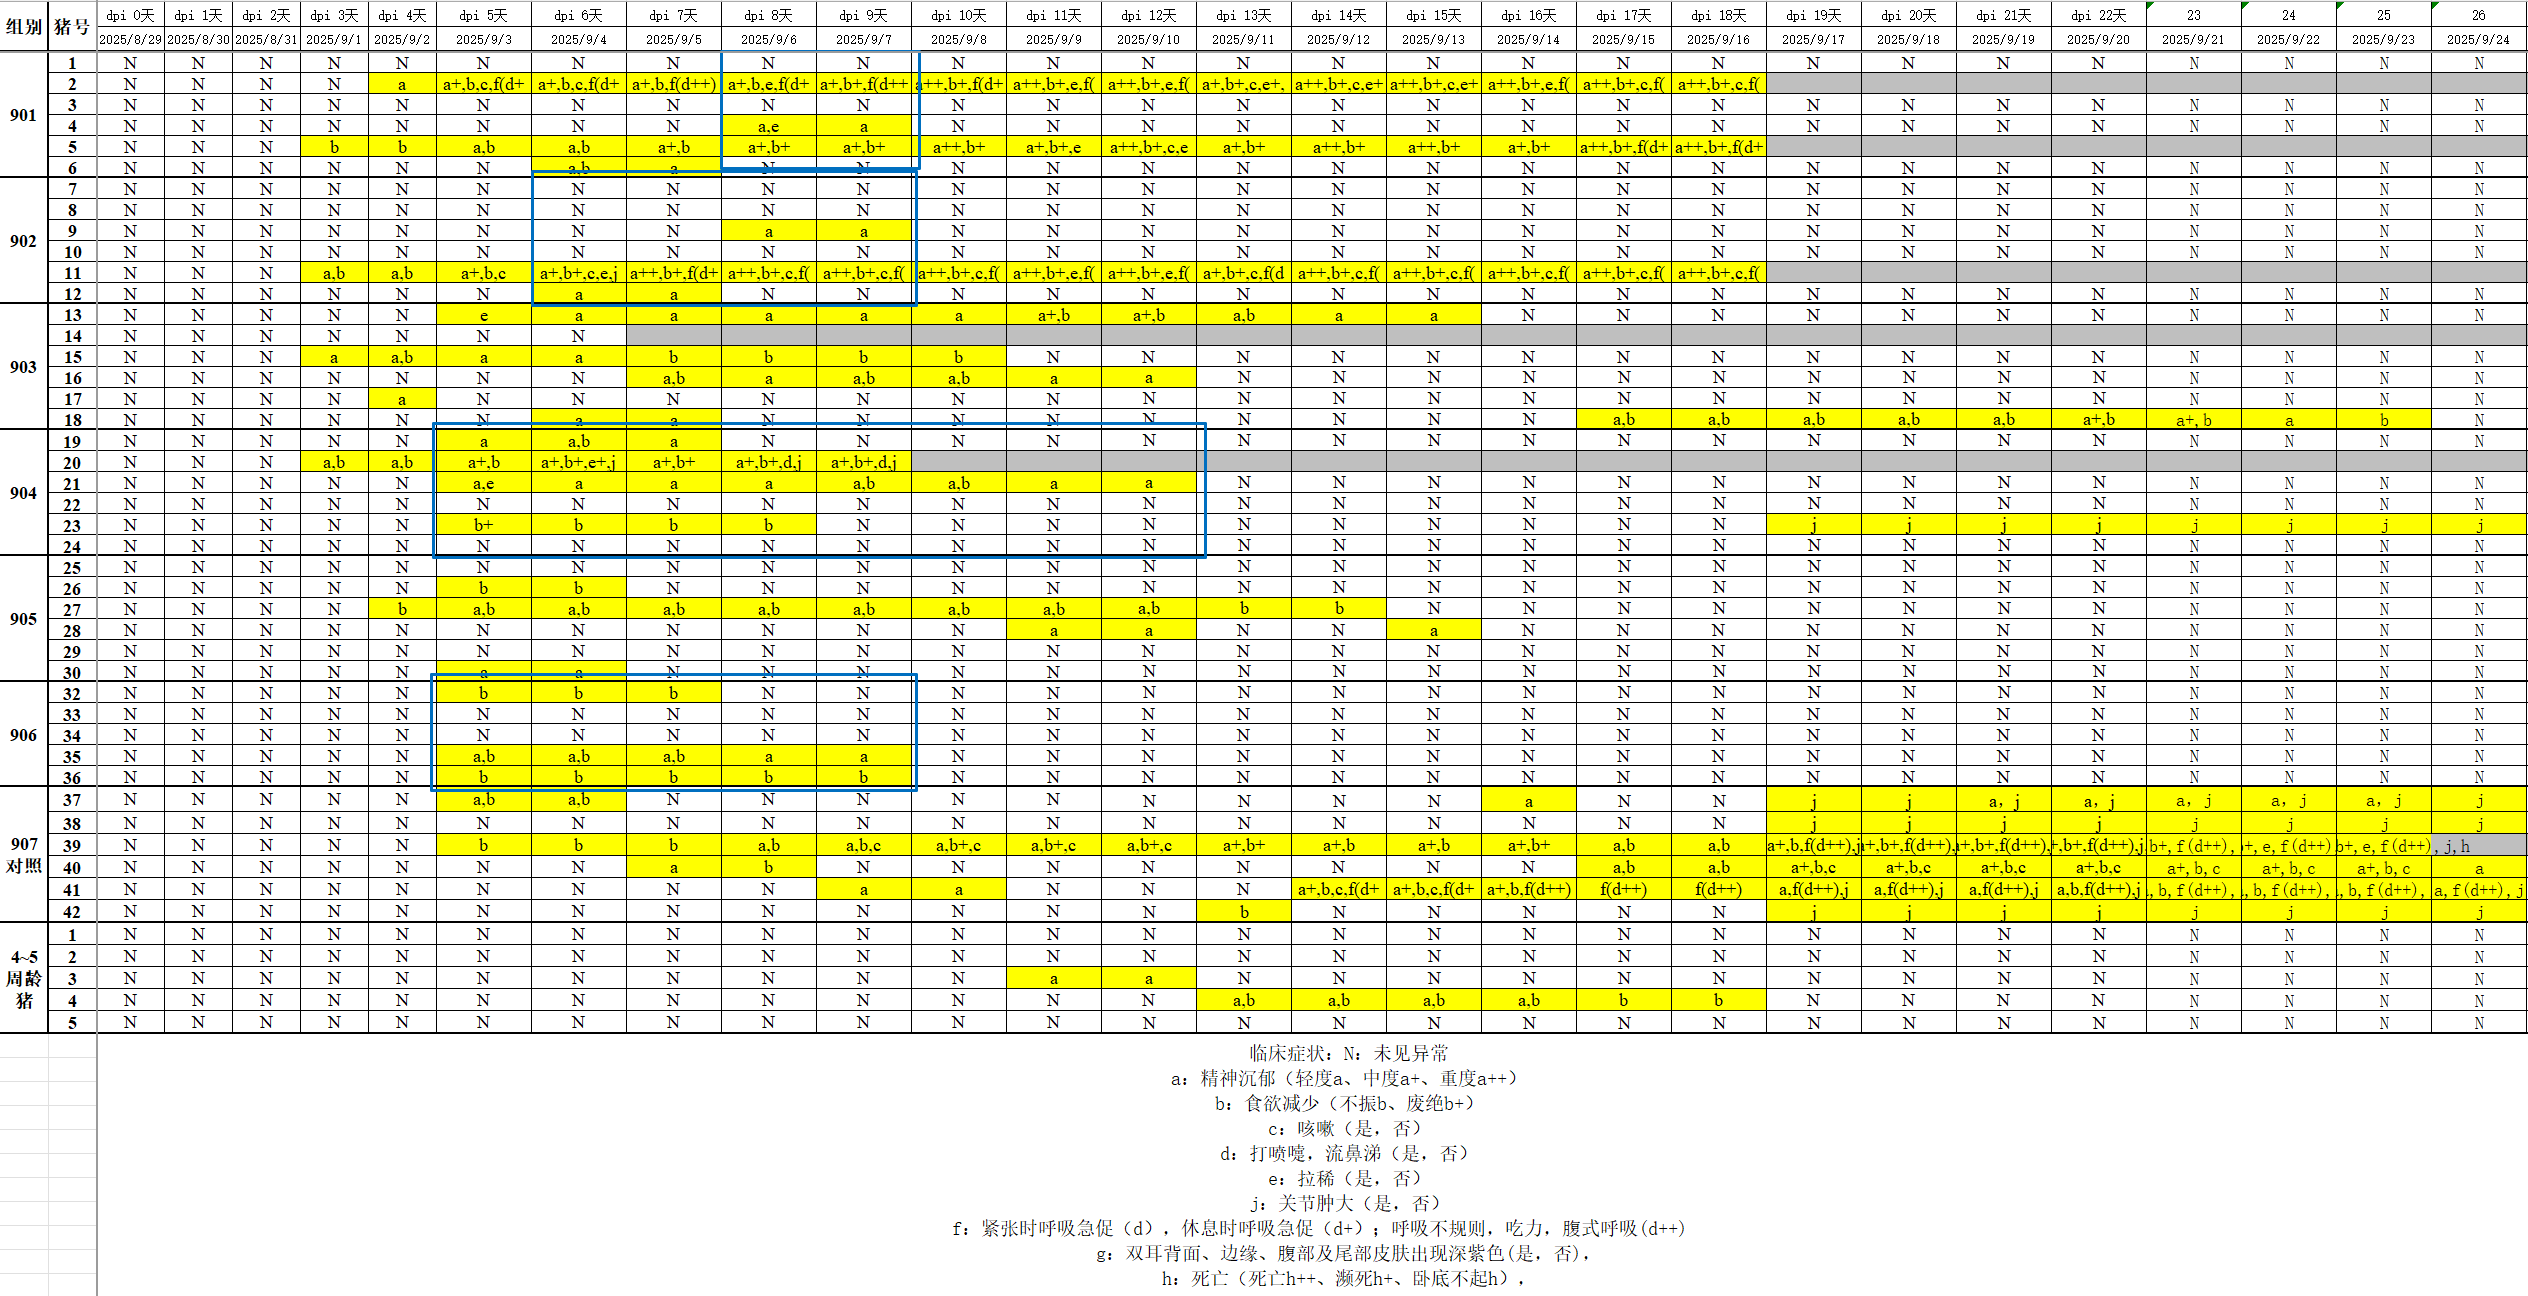 组别 猪号 dpi 0天 dpi 1天 dpi 2天 dpi 3天 dpi 4天 dpi 5天 dpi 6天 dpi 7天 dpi 8天 dpi 9天 dpi 10天 dpi 11天 dpi 12天 dpi 13天 dpi 14天 dpi 15天 dpi 16天 dpi 17天 dpi 18天 dpi 19天 dpi 20天 dpi 21天 dpi 22天 23 24 25 26
2025/8/29 2025/8/30 2025/8/31 2025/9/1 2025/9/2 2025/9/3 2025/9/4 2025/9/5 2025/9/6 2025/9/7 2025/9/8 2025/9/9 2025/9/10 2025/9/11 2025/9/12 2025/9/13 2025/9/14 2025/9/15 2025/9/16 2025/9/17 2025/9/18 2025/9/19 2025/9/20 2025/9/21 2025/9/22 2025/9/23 2025/9/24
901
1 N N N N N N N N N N N N N N N N N N N N N N N N N N N
2 N N N N a a+,b,c,f(d+ a+,b,c,f(d+ a+,b,f(d++) a+,b,e,f(d+ a+,b+,f(d++ a++,b+,f(d+ a++,b+,e,f( a++,b+,e,f( a+,b+,c,e+, a++,b+,c,e+ a++,b+,c,e+ a++,b+,e,f( a++,b+,c,f( a++,b+,c,f(
3 N N N N N N N N N N N N N N N N N N N N N N N N N N N
4 N N N N N N N N a,e a N N N N N N N N N N N N N N N N N
5 N N N b b a,b a,b a+,b a+,b+ a+,b+ a++,b+ a+,b+,e a++,b+,c,e a+,b+ a++,b+ a++,b+ a+,b+ a++,b+,f(d+ a++,b+,f(d+
6 N N N N N N a,b a N N N N N N N N N N N N N N N N N N N
902
7 N N N N N N N N N N N N N N N N N N N N N N N N N N N
8 N N N N N N N N N N N N N N N N N N N N N N N N N N N
9 N N N N N N N N a a N N N N N N N N N N N N N N N N N
10 N N N N N N N N N N N N N N N N N N N N N N N N N N N
11 N N N a,b a,b a+,b,c a+,b+,c,e,j a++,b+,f(d+ a++,b+,c,f( a++,b+,c,f( a++,b+,c,f( a++,b+,e,f( a++,b+,e,f( a+,b+,c,f(d a++,b+,c,f( a++,b+,c,f( a++,b+,c,f( a++,b+,c,f( a++,b+,c,f(
12 N N N N N N a a N N N N N N N N N N N N N N N N N N N
903
13 N N N N N e a a a a a a+,b a+,b a,b a a N N N N N N N N N N N
14 N N N N N N N
15 N N N a a,b a a b b b b N N N N N N N N N N N N N N N N
16 N N N N N N N a,b a a,b a,b a a N N N N N N N N N N N N N N
17 N N N N a N N N N N N N N N N N N N N N N N N N N N N
18 N N N N N N a a N N N N N N N N N a,b a,b a,b a,b a,b a+,b a+,b a b N
904
19 N N N N N a a,b a N N N N N N N N N N N N N N N N N N N
20 N N N a,b a,b a+,b a+,b+,e+,j a+,b+ a+,b+,d,j a+,b+,d,j
21 N N N N N a,e a a a a,b a,b a a N N N N N N N N N N N N N N
22 N N N N N N N N N N N N N N N N N N N N N N N N N N N
23 N N N N N b+ b b b N N N N N N N N N N j j j j j j j j
24 N N N N N N N N N N N N N N N N N N N N N N N N N N N
905
25 N N N N N N N N N N N N N N N N N N N N N N N N N N N
26 N N N N N b b N N N N N N N N N N N N N N N N N N N N
27 N N N N b a,b a,b a,b a,b a,b a,b a,b a,b b b N N N N N N N N N N N N
28 N N N N N N N N N N N a a N N a N N N N N N N N N N N
29 N N N N N N N N N N N N N N N N N N N N N N N N N N N
30 N N N N N a a N N N N N N N N N N N N N N N N N N N N
906
32 N N N N N b b b N N N N N N N N N N N N N N N N N N N
33 N N N N N N N N N N N N N N N N N N N N N N N N N N N
34 N N N N N N N N N N N N N N N N N N N N N N N N N N N
35 N N N N N a,b a,b a,b a a N N N N N N N N N N N N N N N N N
36 N N N N N b b b b b N N N N N N N N N N N N N N N N N
907
对照
37 N N N N N a,b a,b N N N N N N N N N a N N j j a，j a，j a，j a，j a，j j
38 N N N N N N N N N N N N N N N N N N N j j j j j j j j
39 N N N N N b b b a,b a,b,c a,b+,c a,b+,c a,b+,c a+,b+ a+,b a+,b a+,b+ a,b a,b a+,b,f(d++),j a+,b+,f(d++), a+,b+,f(d++), +,b+,f(d++),j b+,f(d++), +,e,f(d++) b+,e,f(d++) ,j,h
40 N N N N N N N a b N N N N N N N N a,b a,b a+,b,c a+,b,c a+,b,c a+,b,c a+,b,c a+,b,c a+,b,c a
41 N N N N N N N N N a a N N N a+,b,c,f(d+ a+,b,c,f(d+ a+,b,f(d++) f(d++) f(d++) a,f(d++),j a,f(d++),j a,f(d++),j a,b,f(d++),j ,b,f(d++), ,b,f(d++), ,b,f(d++), a,f(d++),j
42 N N N N N N N N N N N N N b N N N N N j j j j j j j j
4~5
周龄
猪
1 N N N N N N N N N N N N N N N N N N N N N N N N N N N
2 N N N N N N N N N N N N N N N N N N N N N N N N N N N
3 N N N N N N N N N N N a a N N N N N N N N N N N N N N
4 N N N N N N N N N N N N N a,b a,b a,b a,b b b N N N N N N N N
5 N N N N N N N N N N N N N N N N N N N N N N N N N N N
临床症状：N：未见异常
a：精神沉郁（轻度a、中度a+、重度a++）
b：食欲减少（不振b、废绝b+）
c：咳嗽（是，否）
d：打喷嚏，流鼻涕（是，否）
e：拉稀（是，否）
j：关节肿大（是，否）
f：紧张时呼吸急促（d），休息时呼吸急促（d+）；呼吸不规则，吃力，腹式呼吸(d++)
g：双耳背面、边缘、腹部及尾部皮肤出现深紫色(是，否)，
h：死亡（死亡h++、濒死h+、卧底不起h），